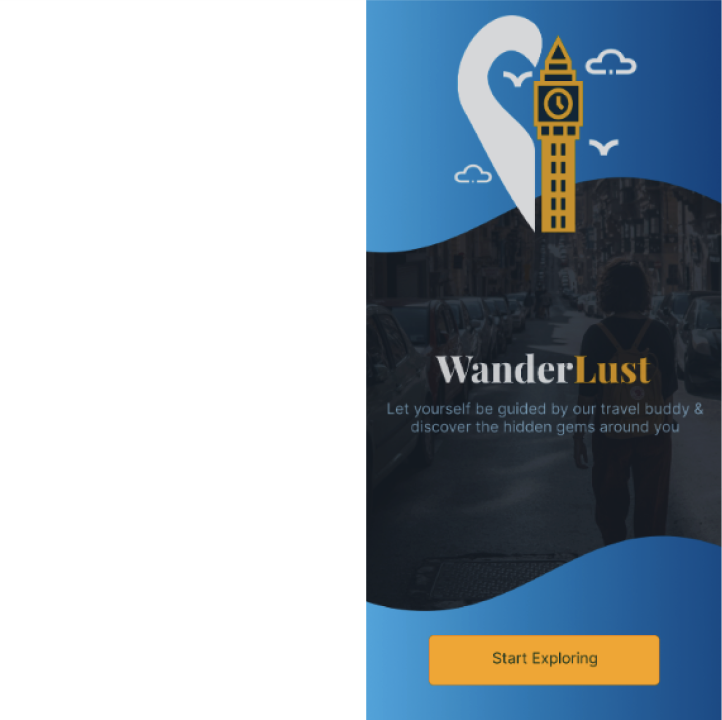 WanderLust
Let yourself be guided by our travel buddy &
discover the hidden gems around you
Start Exploring